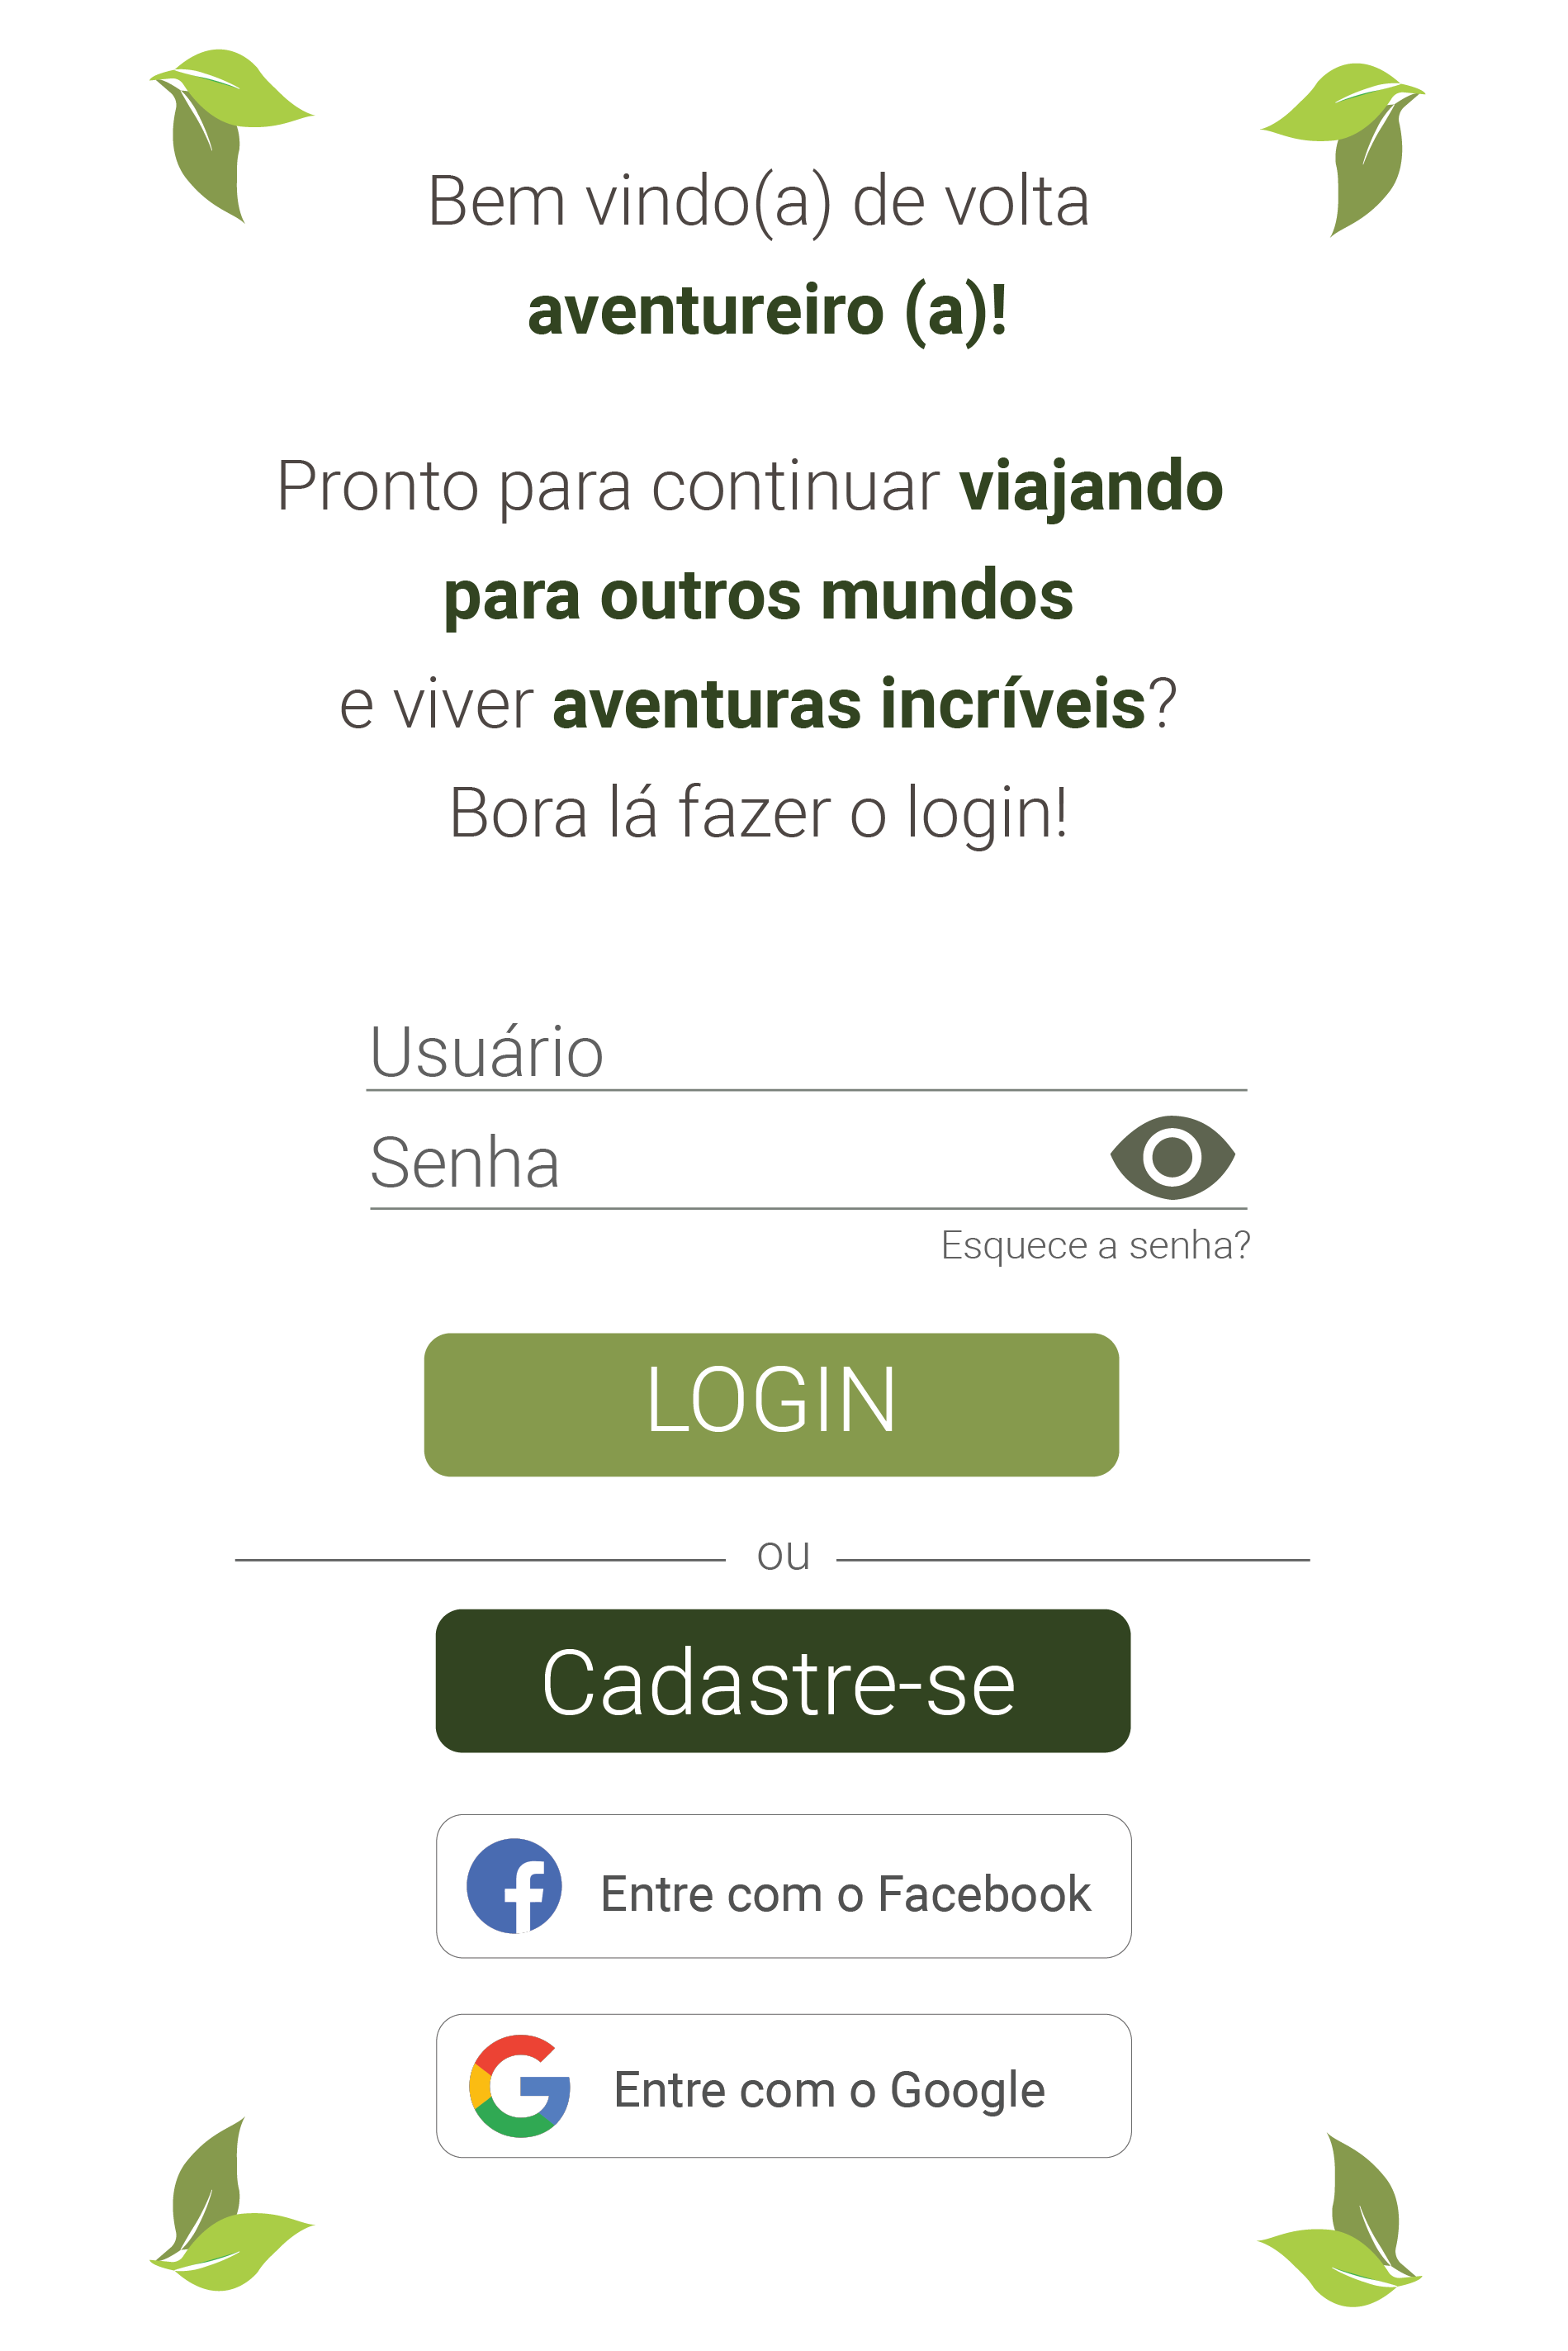 Bem vindo(a) de volta
aventureiro (a)!
Pronto para continuar viajando
para outros mundos
e viver aventuras incríveis?
Bora lá fazer o login!
Usuário
Senha
Esquece a senha?
LOGIN
ou
Cadastre-se
Entre com o Facebook
Entre com o Google